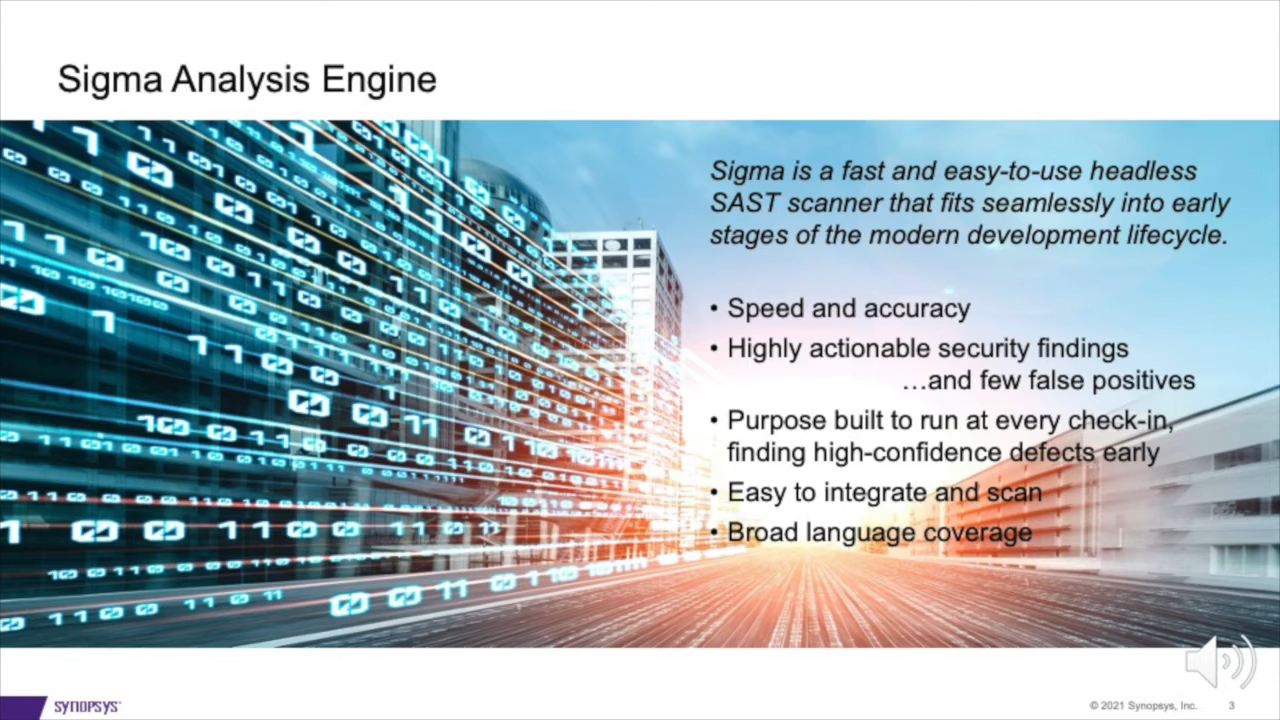 Sigma Analysis Engine
Sigma is a fast and easy-to-use headless
SAST scanner that fits seamlessly into early
stages of the modern development lifecycle.
• Speed and accuracy
• Highly actionable security findings
…and few false positives
• Purpose built to run at every check-in,
finding high-confidence defects early
• Easy to integrate and scan
• Broad language coverage
SYNOPSYS®
© 2021 Synopsys, Inc. 3